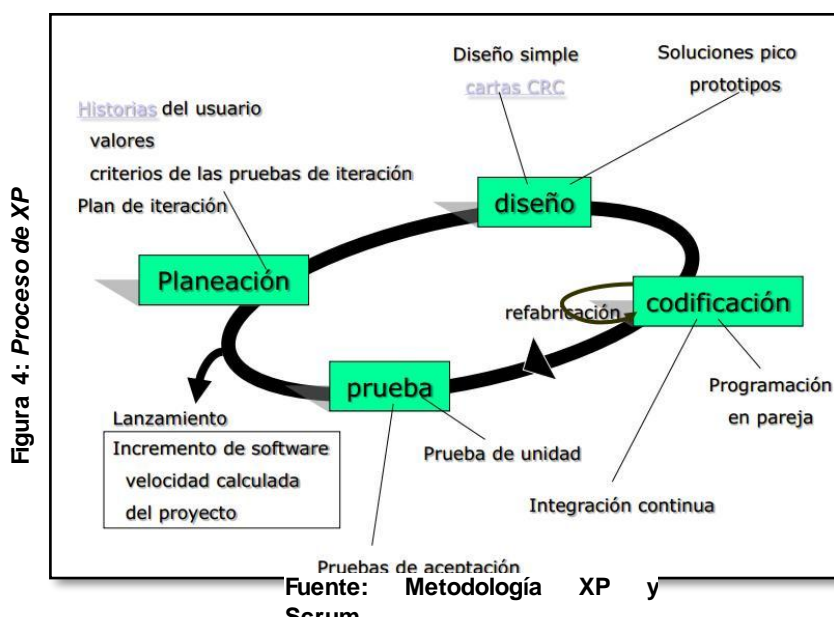 Figura 4: Proceso de XP
Diseño simple
cartas CRC
Soluciones pico
prototipos
Historias del usuario
valores
criterios de las pruebas de iteración
Plan de iteración
diseño
Planeación
refabricación
codificación
prueba
Programación
en pareja
Lanzamiento
Incremento de software
velocidad calculada
del proyecto
Prueba de unidad
Integración continua
Pruebas de aceptación
Fuente: Metodología XP y
Scrum